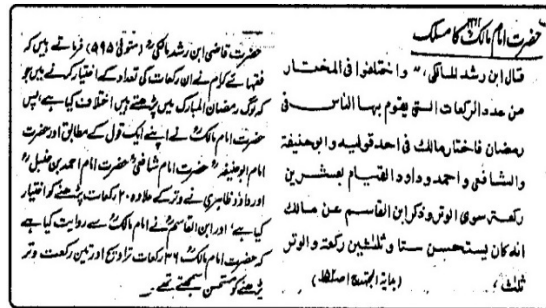 حضرت امام مالکؒ کا مسلک
قال ابن رشد المالکی، " واختلفوا فی المختار
من عدد الرکعات التی یقوم بہا الناس فی
رمضان فاختار مالک فی احد قولیہ وابو حنیفۃ
والشافعی واحمد وداود القیام بعشرین
رکعۃ سوی الوتر وذکر ابن القاسم عن مالک
انہ کان یستحسن ستا وثلثین رکعۃ والوتر
ثلث،
(بدایۃ المجتہد ج۱ ص
حضرت قاضی ابن رشد مالکیؒ (متوفی ۵۹۵) فرماتے ہیں کہ
فقہائے کرام نے ان رکعات کی تعداد کے اختیار کرنے میں جو
کہ لوگ رمضان المبارک میں پڑھتے ہیں اختلاف کیا ہے، پس
حضرت امام مالکؒ نے اپنے ایک قول کے مطابق اور حضرت
امام ابو حنیفہؒ حضرت امام شافعیؒ حضرت امام احمد بن حنبلؒ
اور داؤد ظاہری نے وتر کے علاوہ ۲۰ رکعات پڑھنے کو اختیار
کیا ہے، اور ابن القاسمؒ نے امام مالکؒ سے روایت کیا ہے
کہ حضرت امام مالکؒ ۳۶ رکعات تراویح اور تین رکعت وتر
پڑھنے کو مستحسن سمجھتے تھے۔